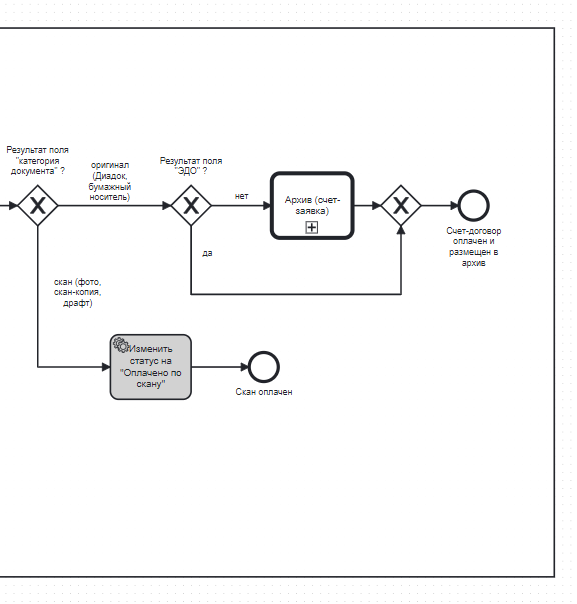 Результат поля
"категория
документа" ?
оригинал
(Диадок,
бумажный
носитель)
Результат поля
"ЭДО" ?
нет
Архив (счет-
заявка)
Счет-договор
оплачен и
размещен в
архив
да
скан (фото,
скан-копия,
драфт)
Изменить
статус на
"Оплачено по
скану"
Скан оплачен